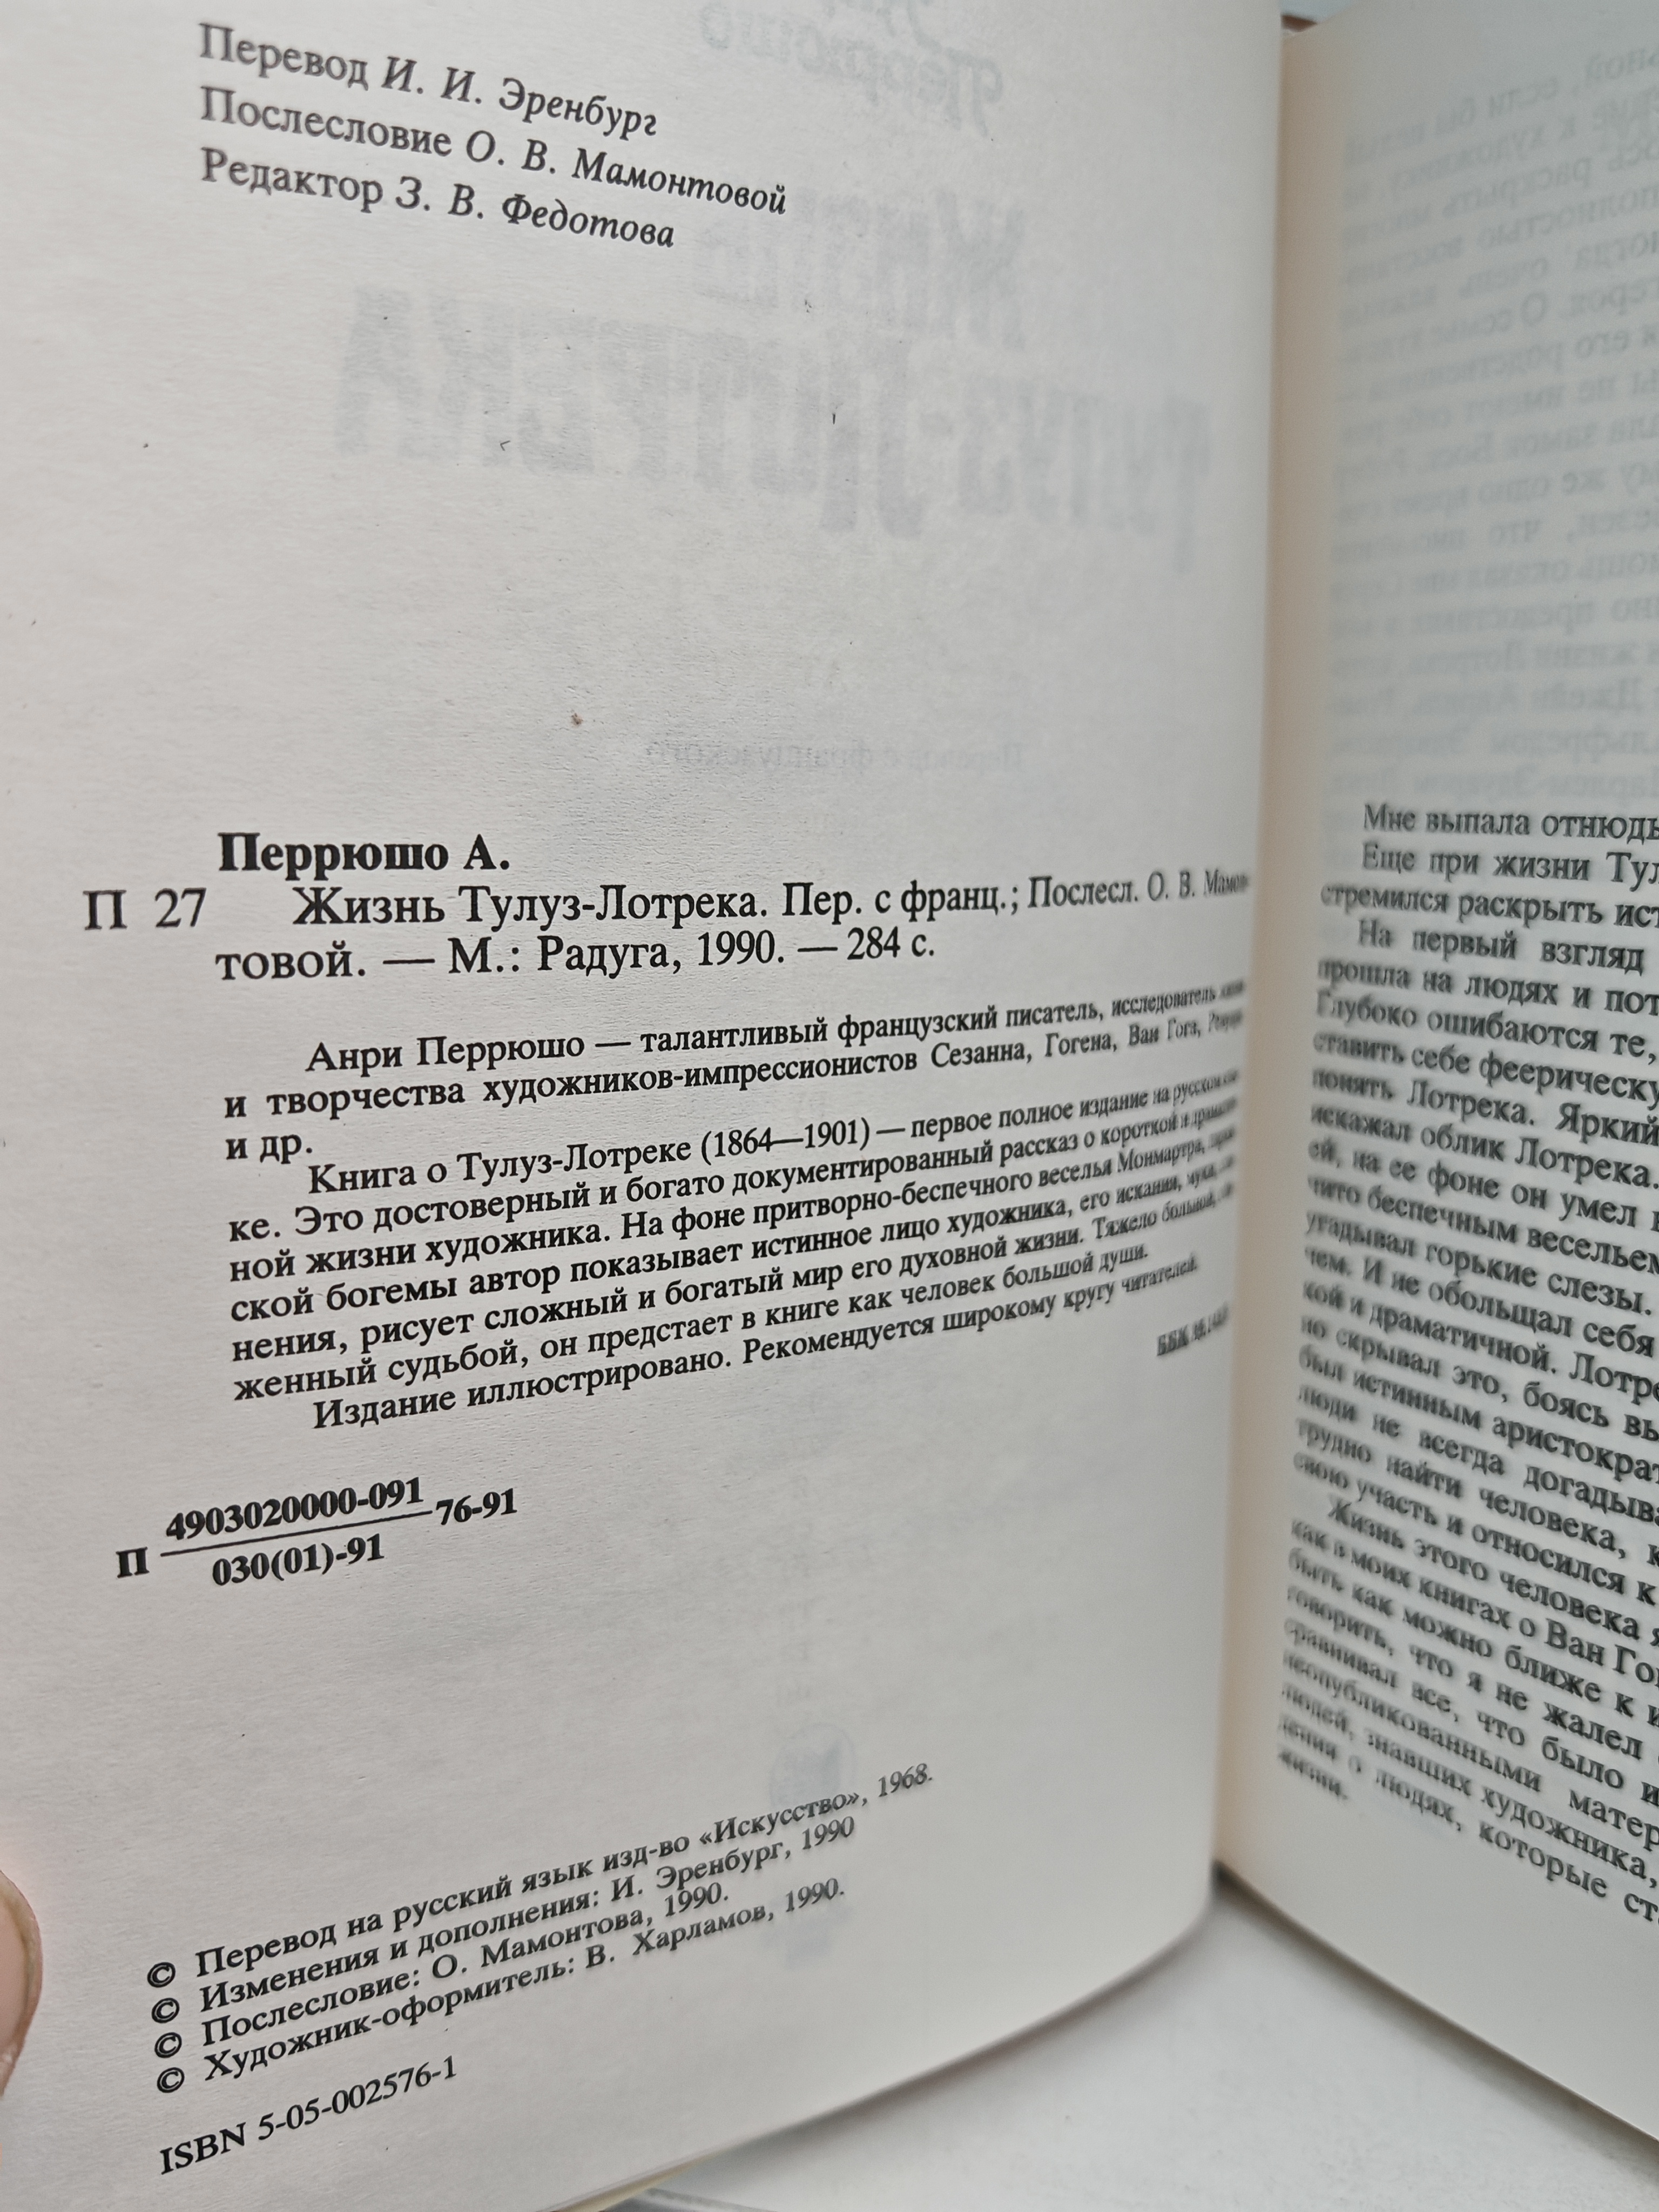 Перевод И. И. Эренбург
Послесловие О. В. Мамонтовой
Редактор З. В. Федотова
Перрюшо А.
П 27 Жизнь Тулуз-Лотрека. Пер. с франц.; Послесл. О. В. Мамон-
товой. — М.: Радуга, 1990. — 284 с.
Анри Перрюшо — талантливый французский писатель, исследователь
и творчества художников-импрессионистов Сезанна, Гогена, Ван Гога,
и др.
Книга о Тулуз-Лотреке (1864—1901) — первое полное издание на русском
ке. Это достоверный и богато документированный рассказ о короткой и
ной жизни художника. На фоне притворно-беспечного веселья Монмартра,
ской богемы автор показывает истинное лицо художника, его искания,
нения, рисует сложный и богатый мир его духовной жизни. Тяжело больной,
женный судьбой, он предстает в книге как человек большой души.
Издание иллюстрировано. Рекомендуется широкому кругу читателей.
ББК
П 4903020000-091 76-91
030(01)-91
© Перевод на русский язык изд-во «Искусство», 1968.
© Изменения и дополнения: И. Эренбург, 1990
© Послесловие: О. Мамонтова, 1990.
© Художник-оформитель: В. Харламов, 1990.
ISBN 5-05-002576-1
Мне выпала отнюдь
Еще при жизни Тул
стремился раскрыть ист
На первый взгляд
прошла на людях и пот
Глубоко ошибаются те,
ставить себе феерическу
понять Лотрека. Яркий
искажал облик Лотрека.
ей, на ее фоне он умел
чито беспечным весельем
угадывал горькие слезы.
чем. И не обольщал себя
кой и драматичной. Лотре
но скрывал это, боясь вы
был истинным аристократ
люди не всегда догадыва
трудно найти человека, к
свою участь и относился к
Жизнь этого человека я
как в моих книгах о Ван Го
быть как можно ближе к и
говорить, что я не жалел
сравнивал все, что было и
неопубликованными матер
людей, знавших художника,
дения о людях, которые ст
жизни.